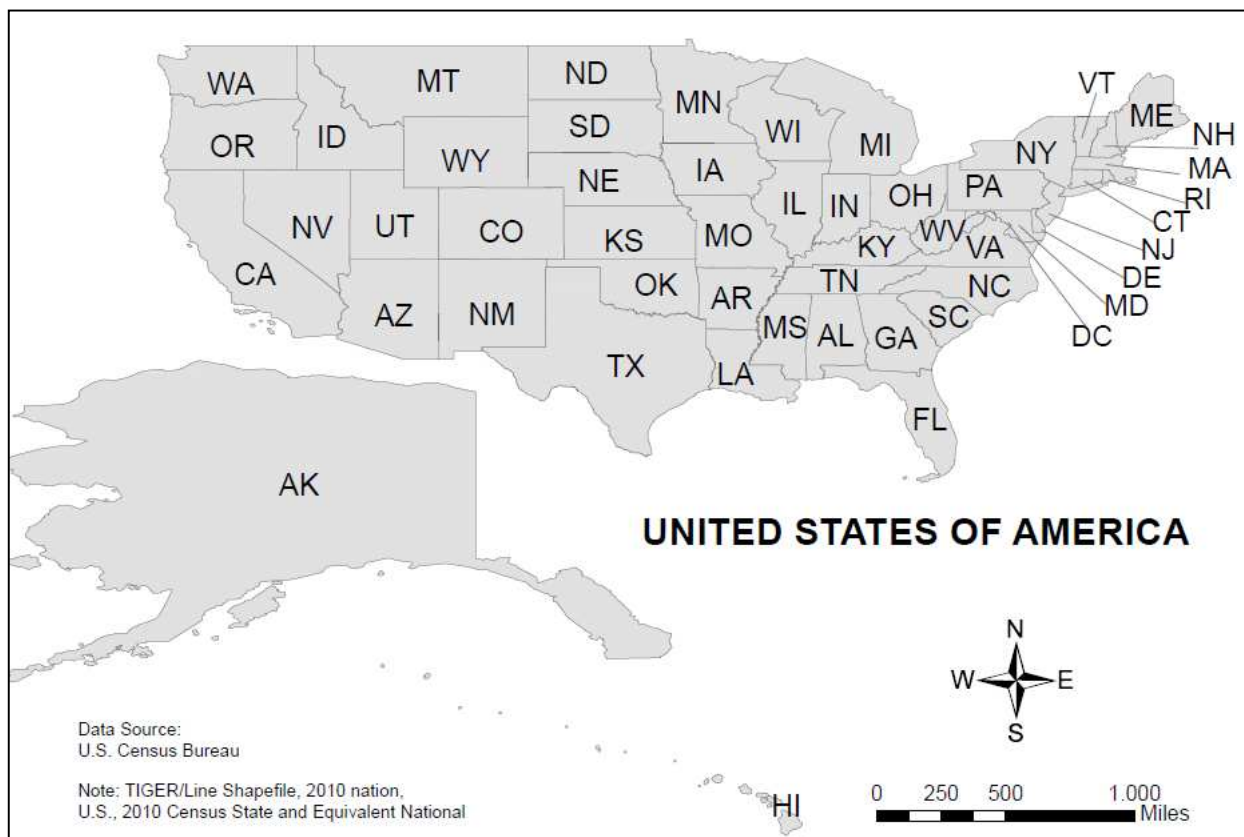 WA
MT
ND
MN
VT
ME
OR
ID
SD
WI
MI
NH
WY
NY
MA
NE
IA
PA
RI
NV
UT
CO
IL
IN
OH
CT
KS
MO
WV
VA
NJ
CA
KY
DE
OK
TN
NC
MD
AZ
NM
AR
SC
DC
MS
AL
GA
TX
LA
FL
AK
UNITED STATES OF AMERICA
N
W
E
S
Data Source:
U.S. Census Bureau
Note: TIGER/Line Shapefile, 2010 nation,
U.S., 2010 Census State and Equivalent National
HI
0 250 500 1.000
Miles